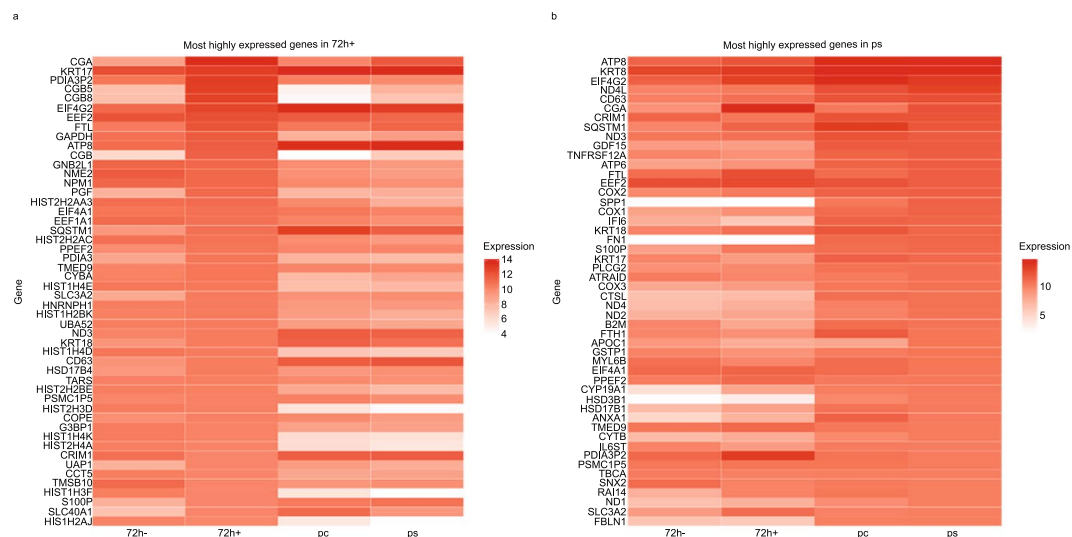 a
Most highly expressed genes in 72h+
CGA
KRT17
PDIA3P2
CGB5
CGB8
EIF4G2
EEF2
FTL
GAPDH
ATP8
CGB
GNB2L1
NME2
NPM1
PGF
HIST2H2AA3
EIF4A1
EEF1A1
SQSTM1
HIST2H2AC
PPEF2
PDIA3
TMED9
CYBA
HIST1H4E
SLC3A2
HNRNPH1
HIST1H2BK
UBA52
ND3
KRT18
HIST1H4D
CD63
HSD17B4
TARS
HIST2H2BE
PSMC1P5
HIST2H3D
COPE
G3BP1
HIST1H4K
HIST2H4A
CRIM1
UAP1
CCT5
TMSB10
HIST1H3F
S100P
SLC40A1
HIS1H2AJ
Gene
72h-
72h+
pc
ps
Expression
14
12
10
8
6
4
b
Most highly expressed genes in ps
ATP8
KRT8
EIF4G2
ND4L
CD63
CGA
CRIM1
SQSTM1
ND3
GDF15
TNFRSF12A
ATP6
FTL
EEF2
COX2
SPP1
COX1
IFI6
KRT18
FN1
S100P
KRT17
PLCG2
ATRAID
COX3
CTSL
ND4
ND2
B2M
FTH1
APOC1
GSTP1
MYL6B
EIF4A1
PPEF2
CYP19A1
HSD3B1
HSD17B1
ANXA1
TMED9
CYTB
IL6ST
PDIA3P2
PSMC1P5
TBCA
SNX2
RAI14
ND1
SLC3A2
FBLN1
Gene
72h-
72h+
pc
ps
Expression
10
5